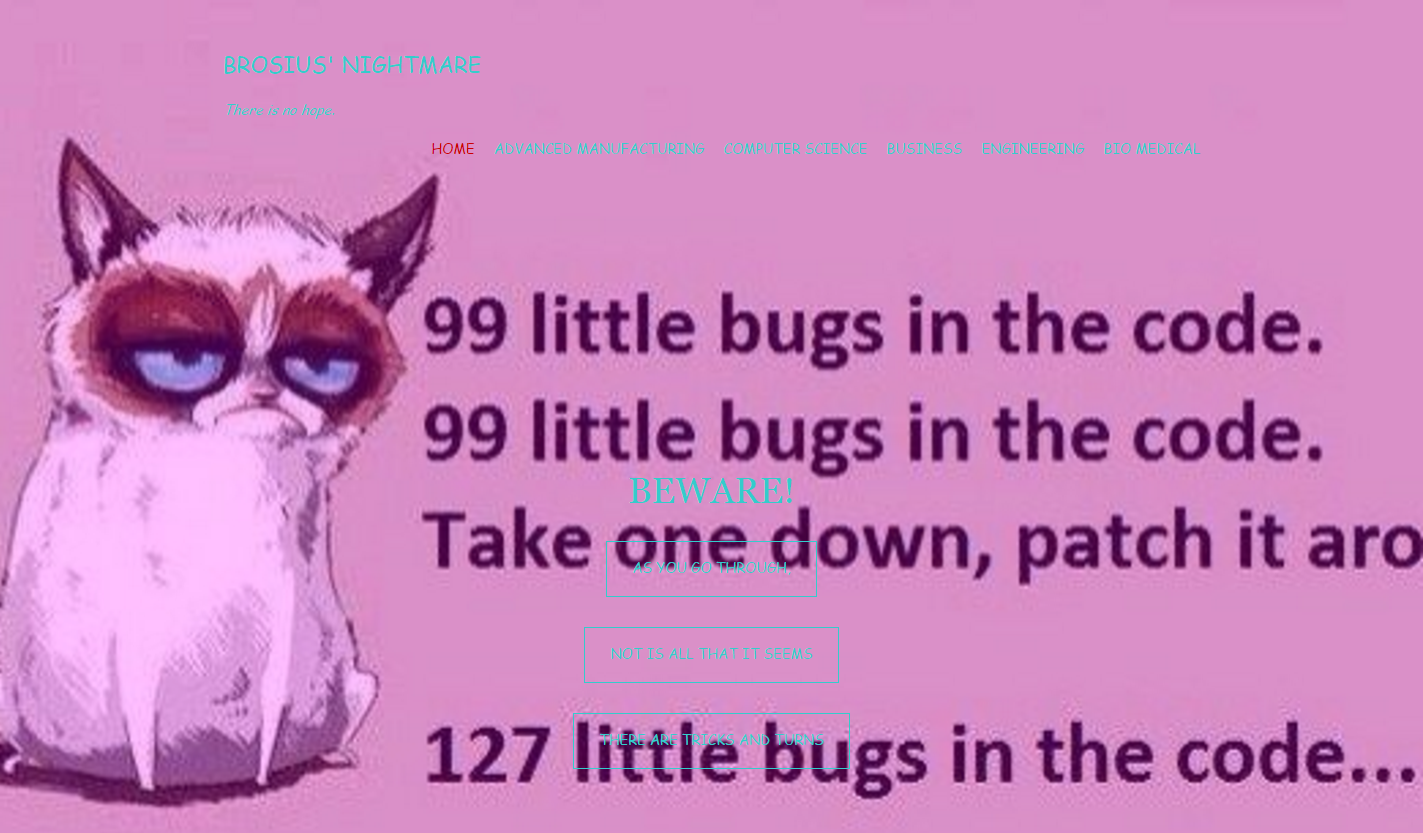 BROSIUS' NIGHTMARE
There is no hope.
HOME ADVANCED MANUFACTURING COMPUTER SCIENCE BUSINESS ENGINEERING BIO MEDICAL
99 little bugs in the code.
99 little bugs in the code.
BEWARE!
Take one down, patch it aro
AS YOU GO THROUGH,
NOT IS ALL THAT IT SEEMS
THERE ARE TRICKS AND TURNS
127 little bugs in the code...